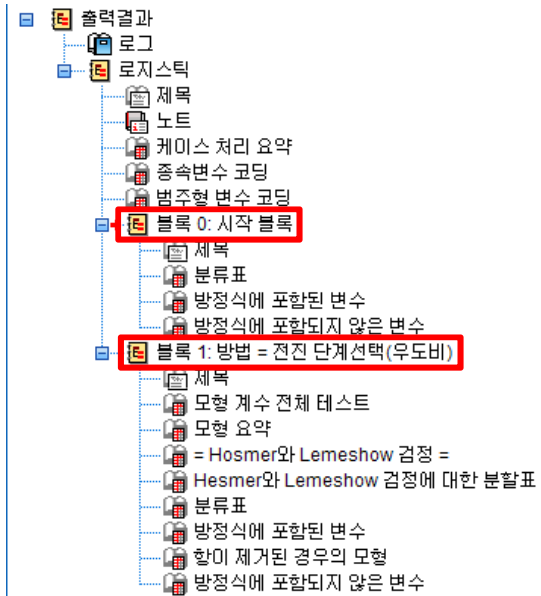 출력결과
로그
로지스틱
제목
노트
케이스 처리 요약
종속변수 코딩
범주형 변수 코딩
블록 0: 시작 블록
제목
분류표
방정식에 포함된 변수
방정식에 포함되지 않은 변수
블록 1: 방법 = 전진 단계선택(우도비)
제목
모형 계수 전체 테스트
모형 요약
= Hosmer와 Lemeshow 검정 =
Hesmer와 Lemeshow 검정에 대한 분할표
분류표
방정식에 포함된 변수
항이 제거된 경우의 모형
방정식에 포함되지 않은 변수